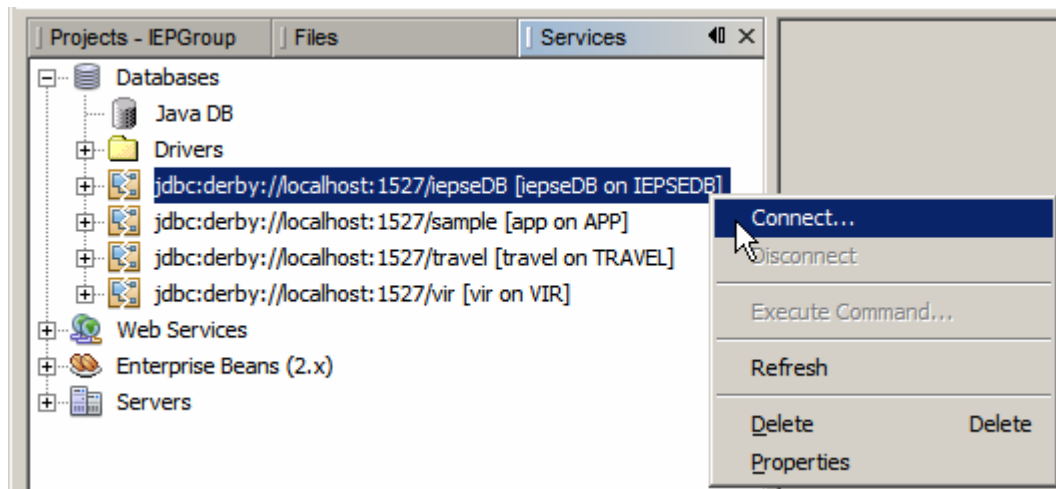 Projects - IEPGroup Files Services
Databases
Java DB
Drivers
jdbc:derby://localhost:1527/iepseDB [iepseDB on IEPSEDB]
jdbc:derby://localhost:1527/sample [app on APP]
jdbc:derby://localhost:1527/travel [travel on TRAVEL]
jdbc:derby://localhost:1527/vir [vir on VIR]
Web Services
Enterprise Beans (2.x)
Servers
Connect...
Disconnect
Execute Command...
Refresh
Delete Delete
Properties